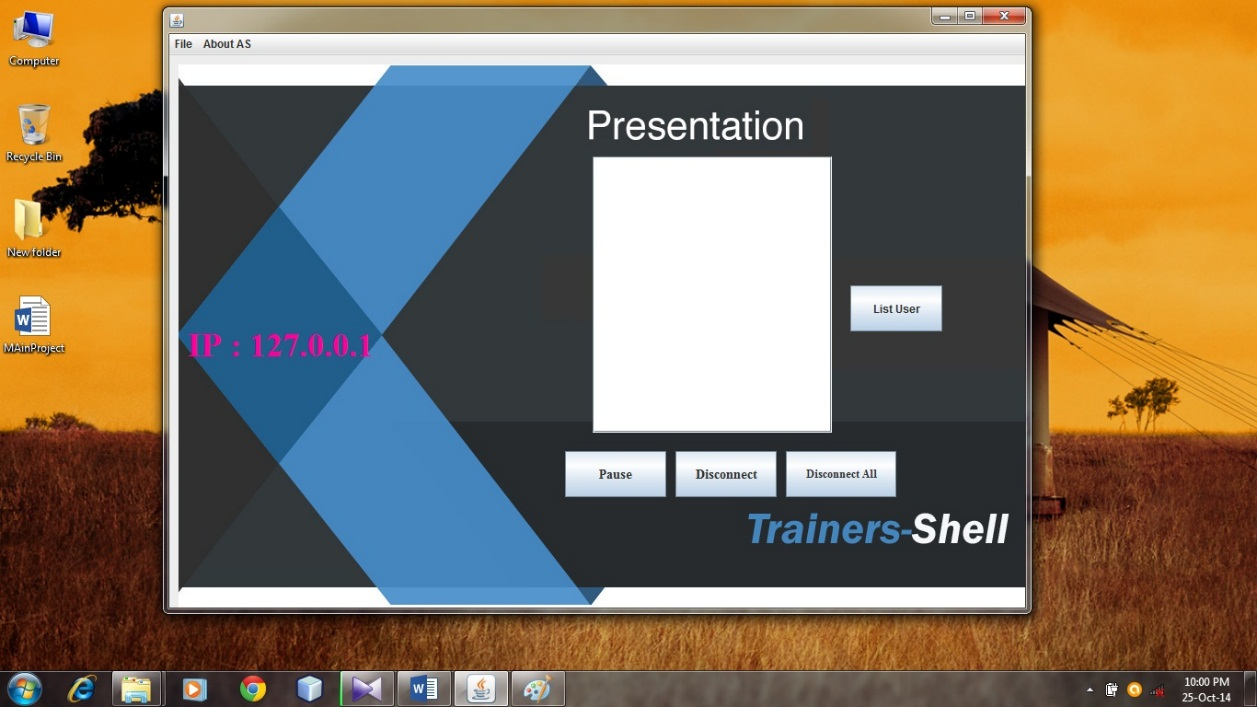 Computer
Recycle Bin
New folder
MAinProject
File About AS
Presentation
List User
IP : 127.0.0.1
Pause Disconnect Disconnect All
Trainers-Shell
10:00 PM
25-Oct-14